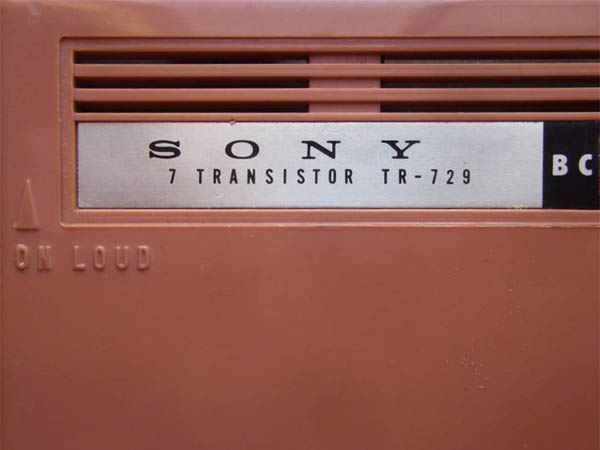 SONY
7 TRANSISTOR TR-729
BC
ON LOUD